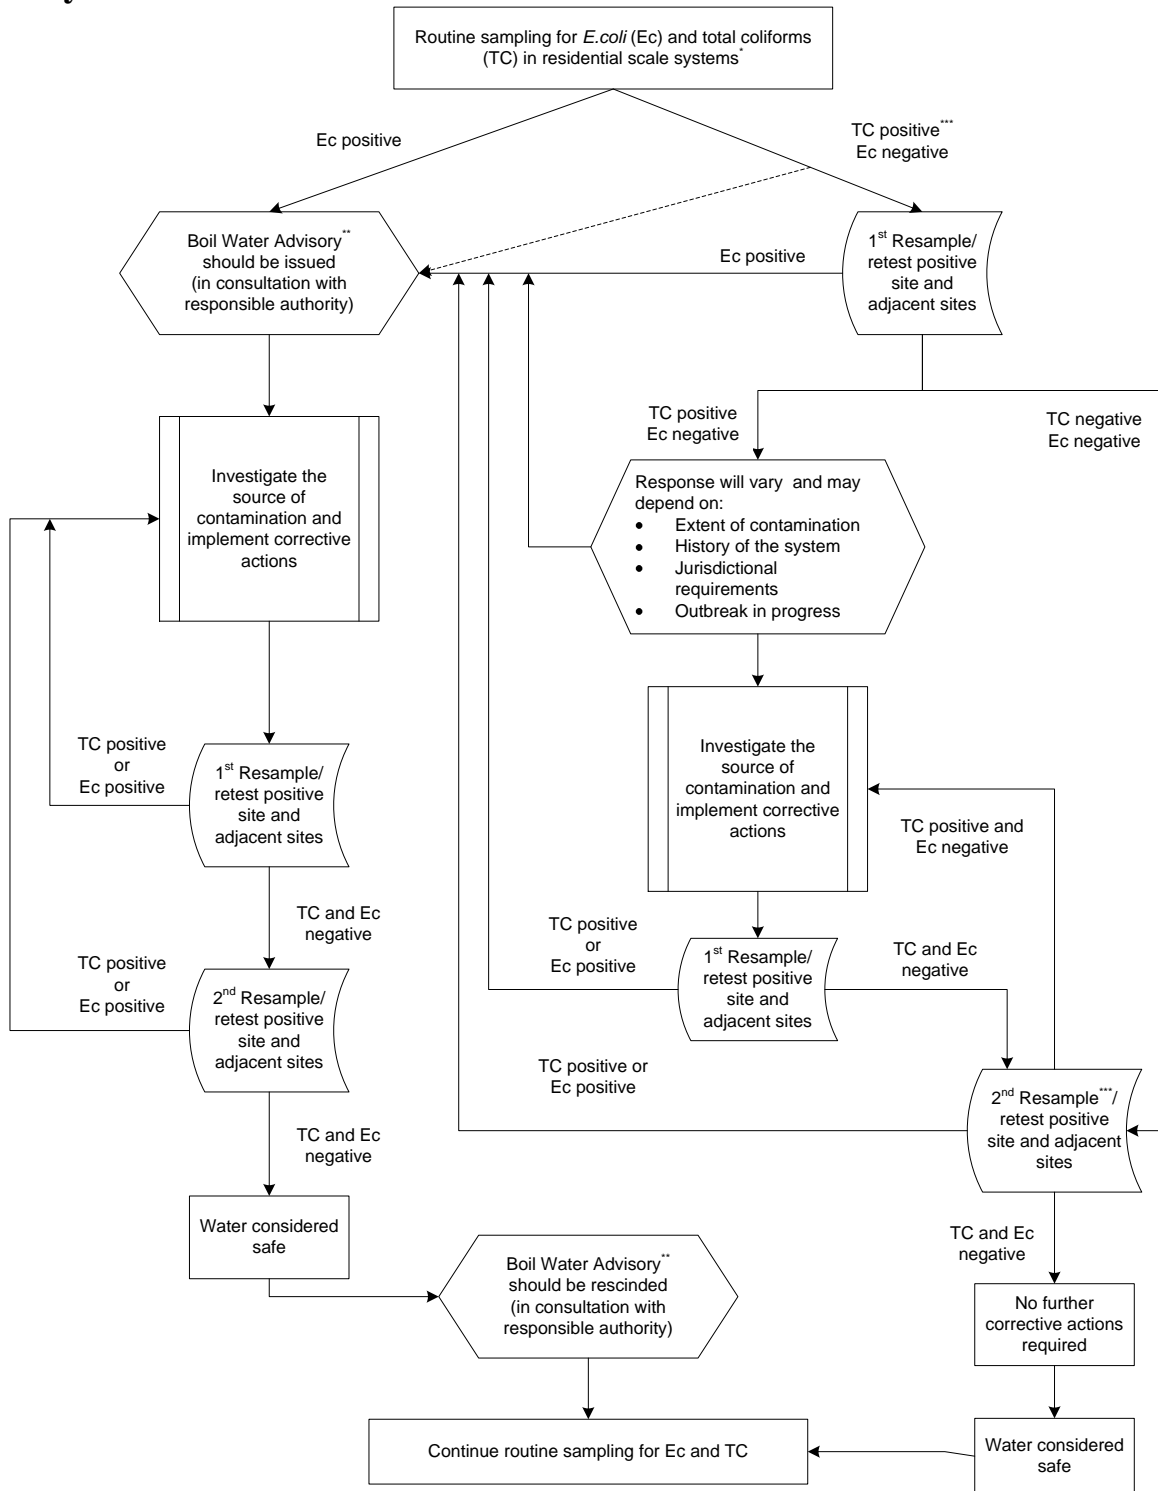 Routine sampling for E.coli (Ec) and total coliforms
(TC) in residential scale systems*
Ec positive
TC positive***
Ec negative
Boil Water Advisory**
should be issued
(in consultation with
responsible authority)
Ec positive
1st Resample/
retest positive
site and
adjacent sites
TC positive
Ec negative
TC negative
Ec negative
Investigate the
source of
contamination and
implement corrective
actions
Response will vary and may
depend on:
• Extent of contamination
• History of the system
• Jurisdictional
requirements
• Outbreak in progress
TC positive
or
Ec positive
1st Resample/
retest positive
site and
adjacent sites
Investigate the
source of
contamination and
implement corrective
actions
TC positive and
Ec negative
TC and Ec
negative
TC positive
or
Ec positive
1st Resample/
retest positive
site and
adjacent sites
TC and Ec
negative
TC positive
or
Ec positive
2nd Resample/
retest positive
site and
adjacent sites
TC positive or
Ec positive
2nd Resample***/
retest positive
site and adjacent
sites
TC and Ec
negative
TC and Ec
negative
Water considered
safe
Boil Water Advisory**
should be rescinded
(in consultation with
responsible authority)
No further
corrective actions
required
Continue routine sampling for Ec and TC
Water considered
safe